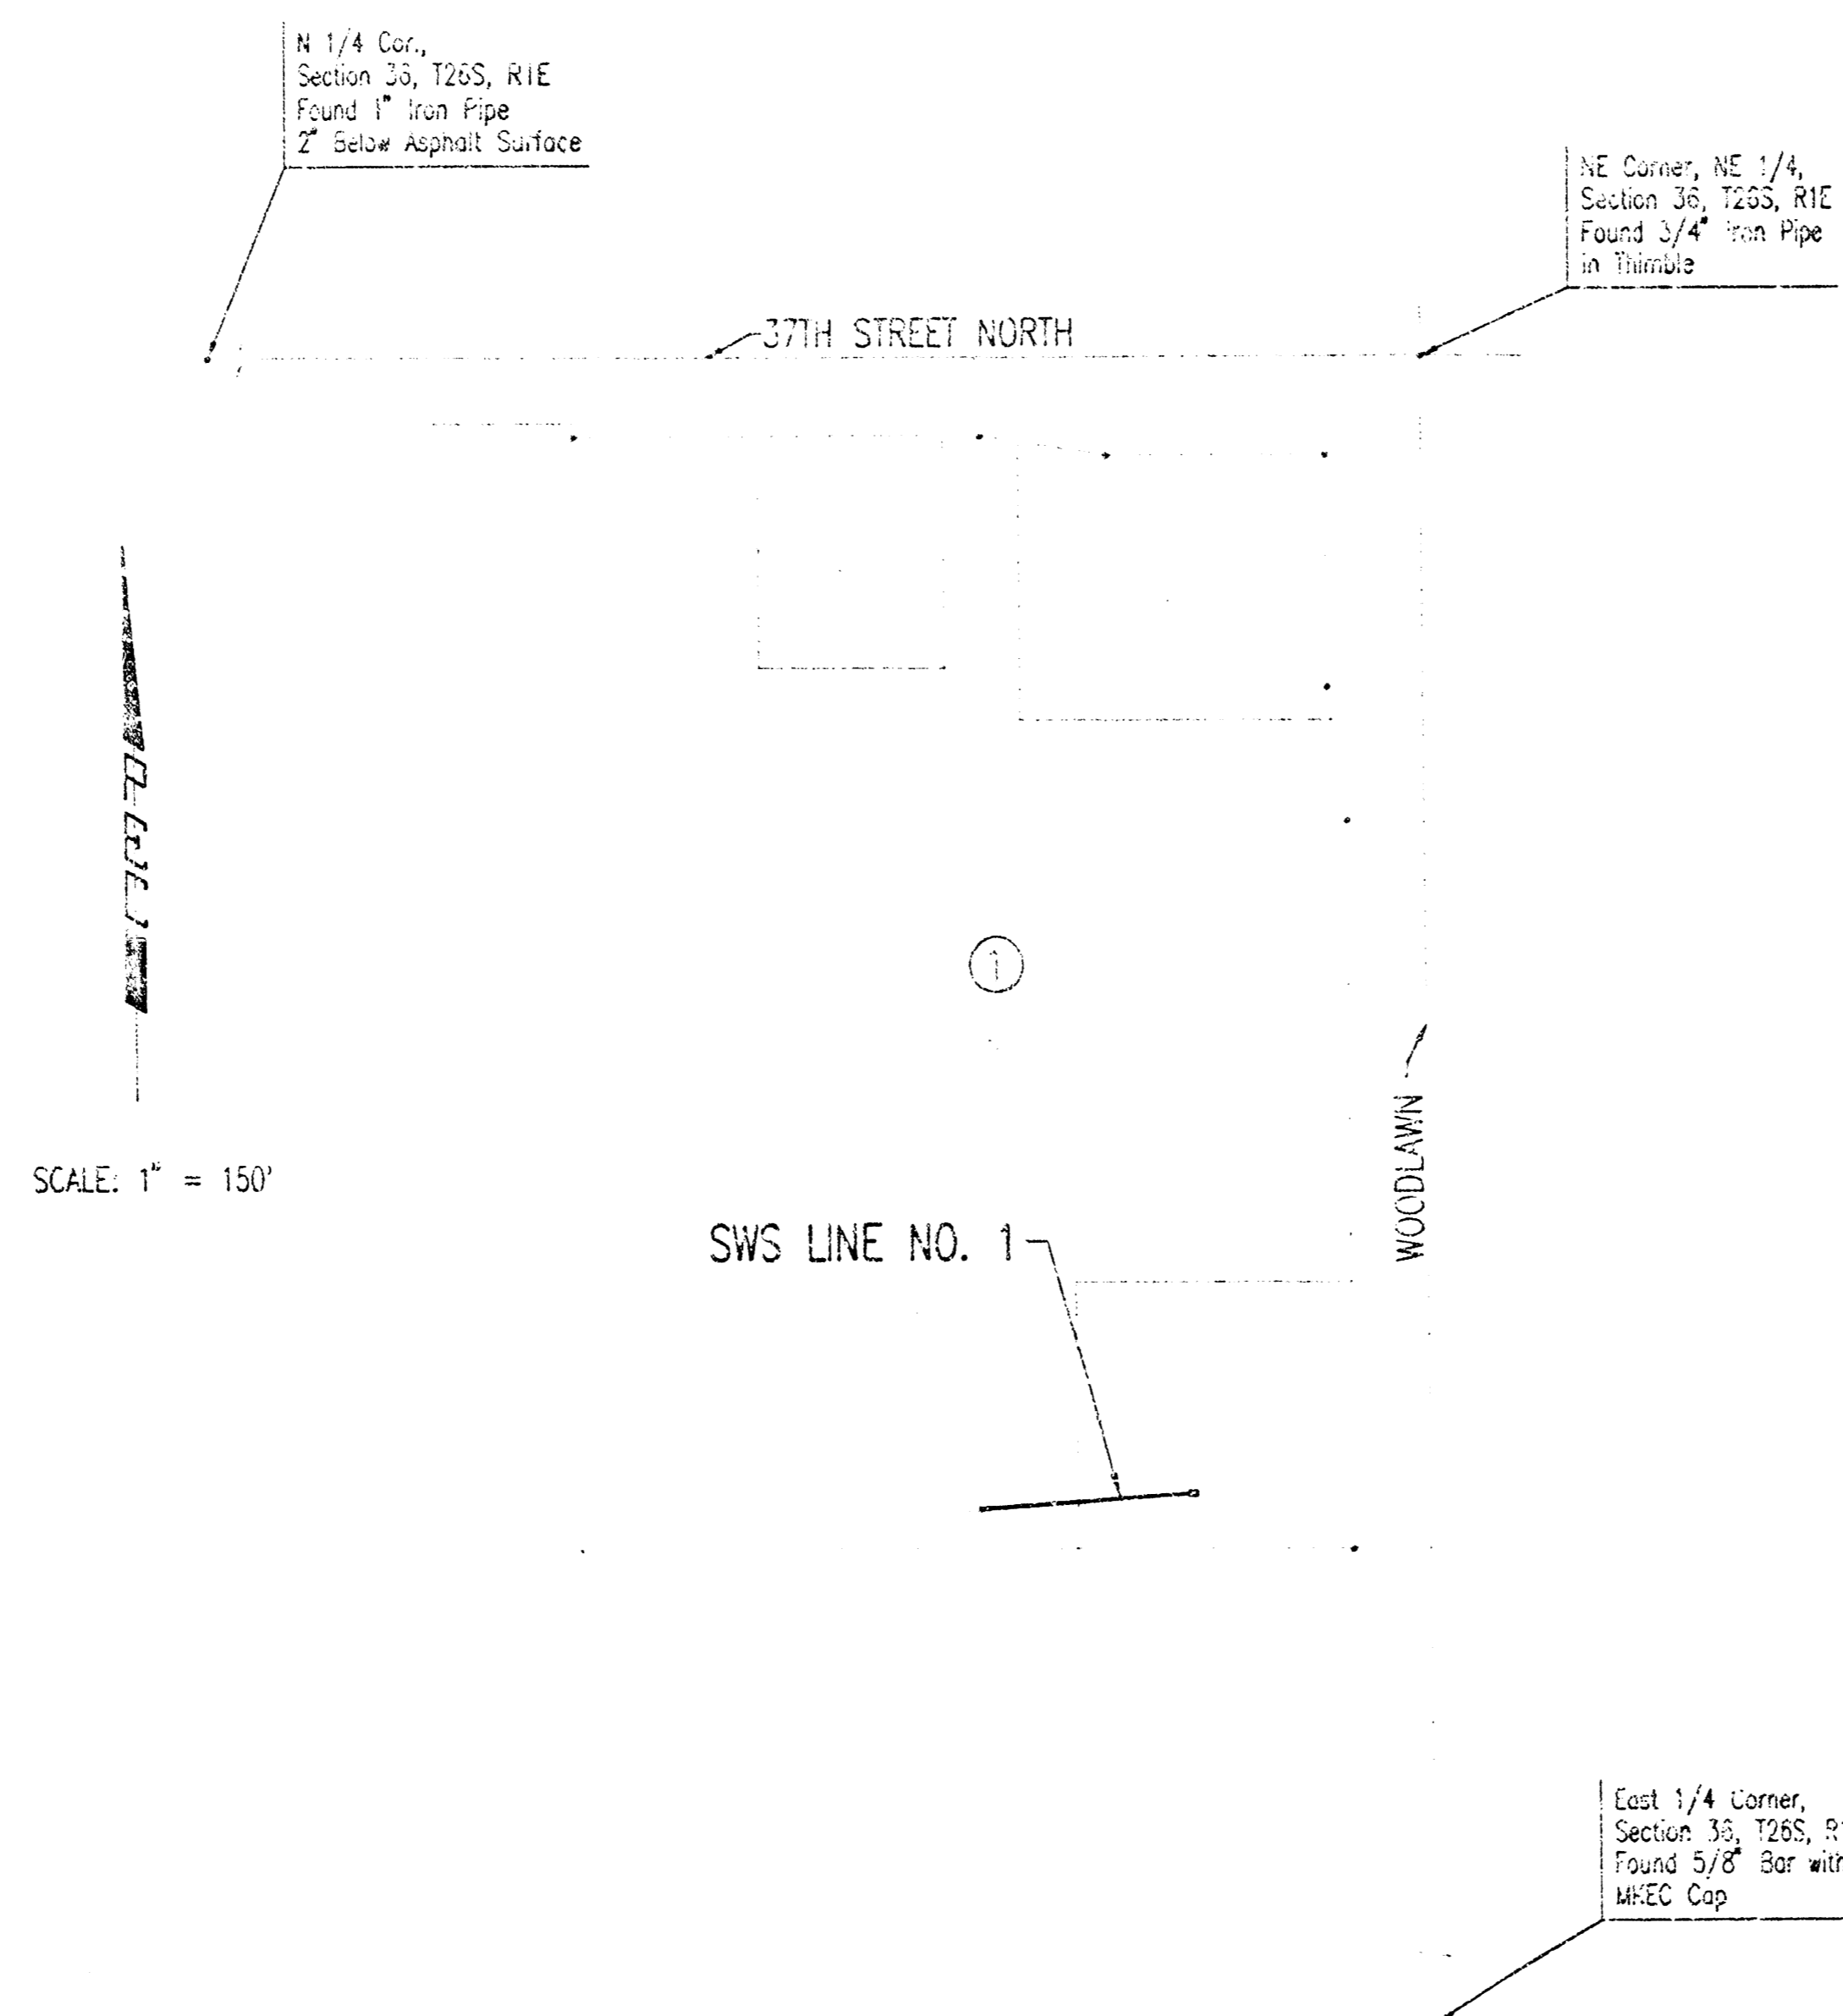 N 1/4 Cor.,
Section 36, T26S, R1E
Found 1" Iron Pipe
2" Below Asphalt Surface
NE Corner, NE 1/4,
Section 36, T26S, R1E
Found 3/4" Iron Pipe
in Thimble
37TH STREET NORTH
1
WOODLAWN
SCALE: 1" = 150'
SWS LINE NO. 1
East 1/4 Corner,
Section 36, T26S, R1
Found 5/8" Bar with
MKEC Cap